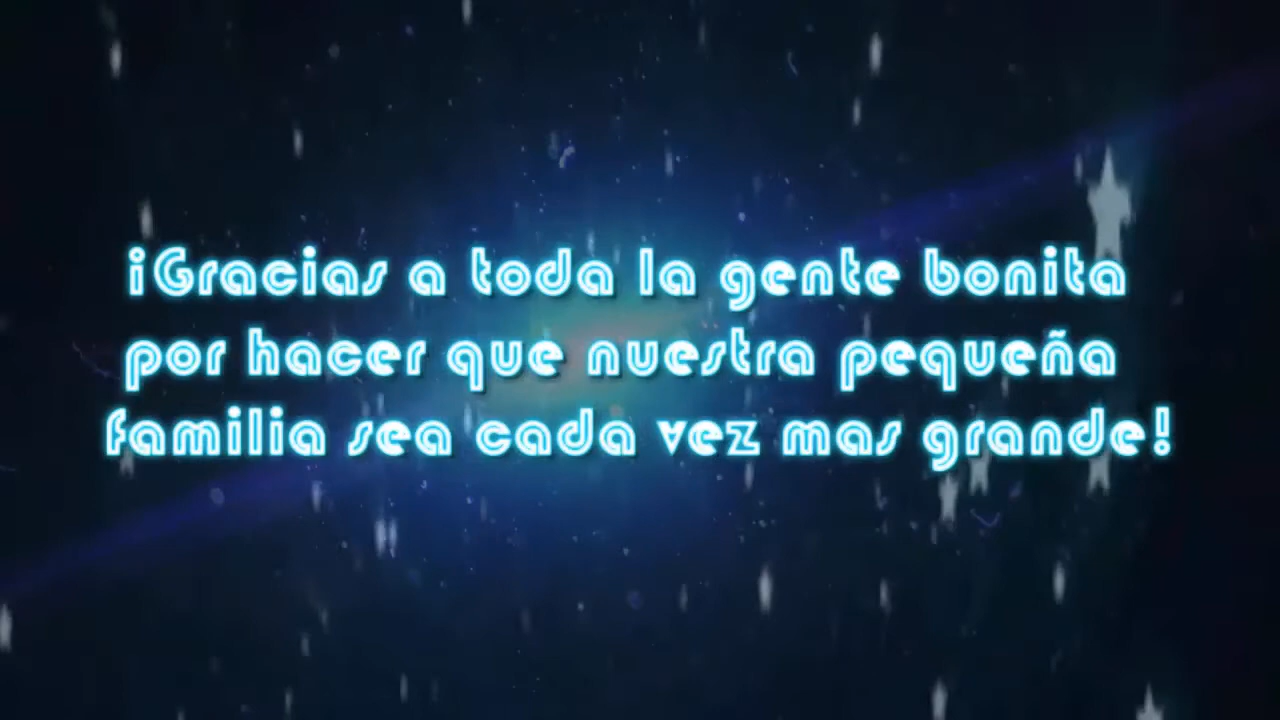 ¡Gracias a toda la gente bonita
por hacer que nuestra pequeña
familia sea cada vez mas grande!